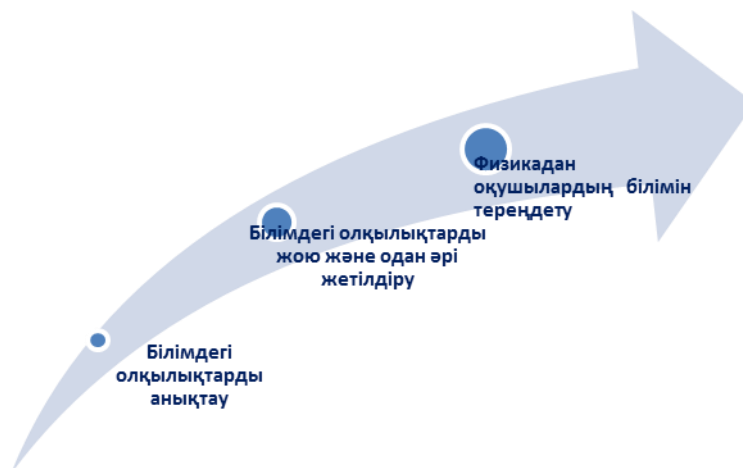 Физикадан
оқушылардың білімін
тереңдету
Білімдегі олқылықтарды
жою және одан әрі
жетілдіру
Білімдегі
олқылықтарды
анықтау